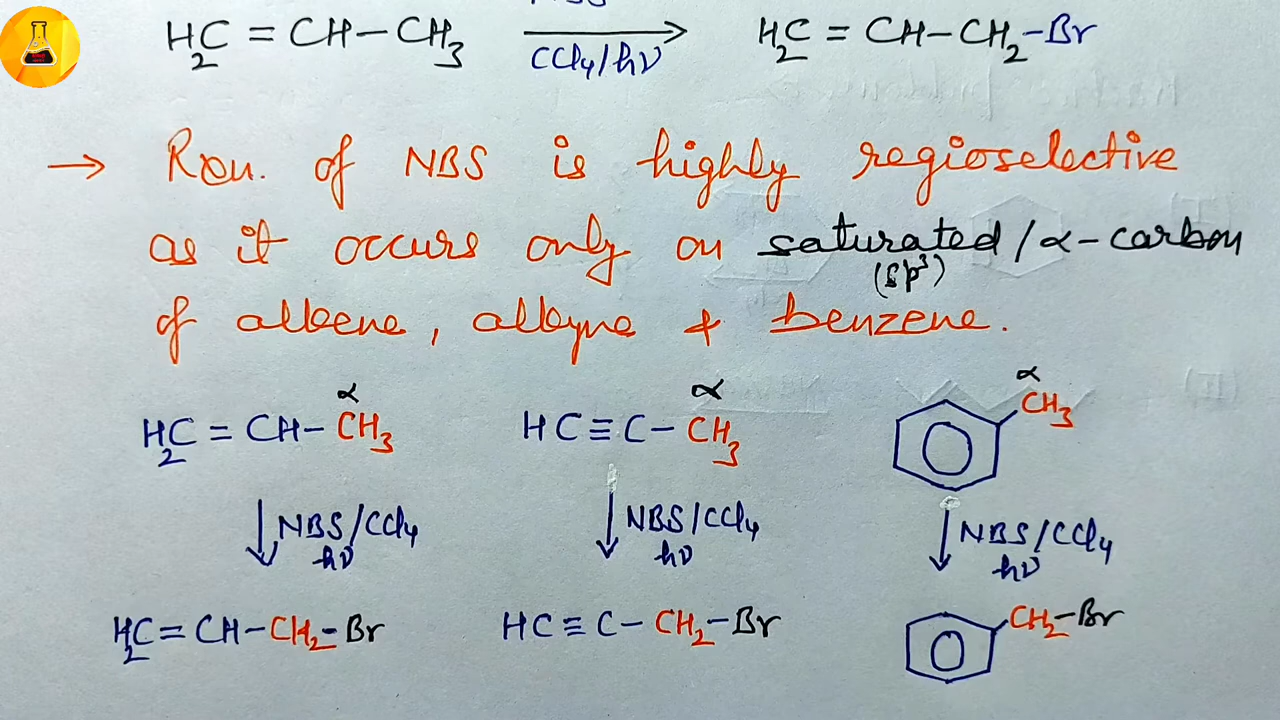 H₂C = CH – CH₃ CCl₄/hν H₂C = CH – CH₂ – Br
→ Rxn. of NBS is highly regioselective
as it occurs only on saturated / α - carbon
(sp³)
of alkene, alkyne + benzene.
α α α
H₂C = CH – CH₃ HC ≡ C – CH₃ CH₃
NBS/CCl₄ NBS/CCl₄ NBS/CCl₄
hν hν hν
H₂C = CH – CH₂ – Br HC ≡ C – CH₂ – Br CH₂ – Br